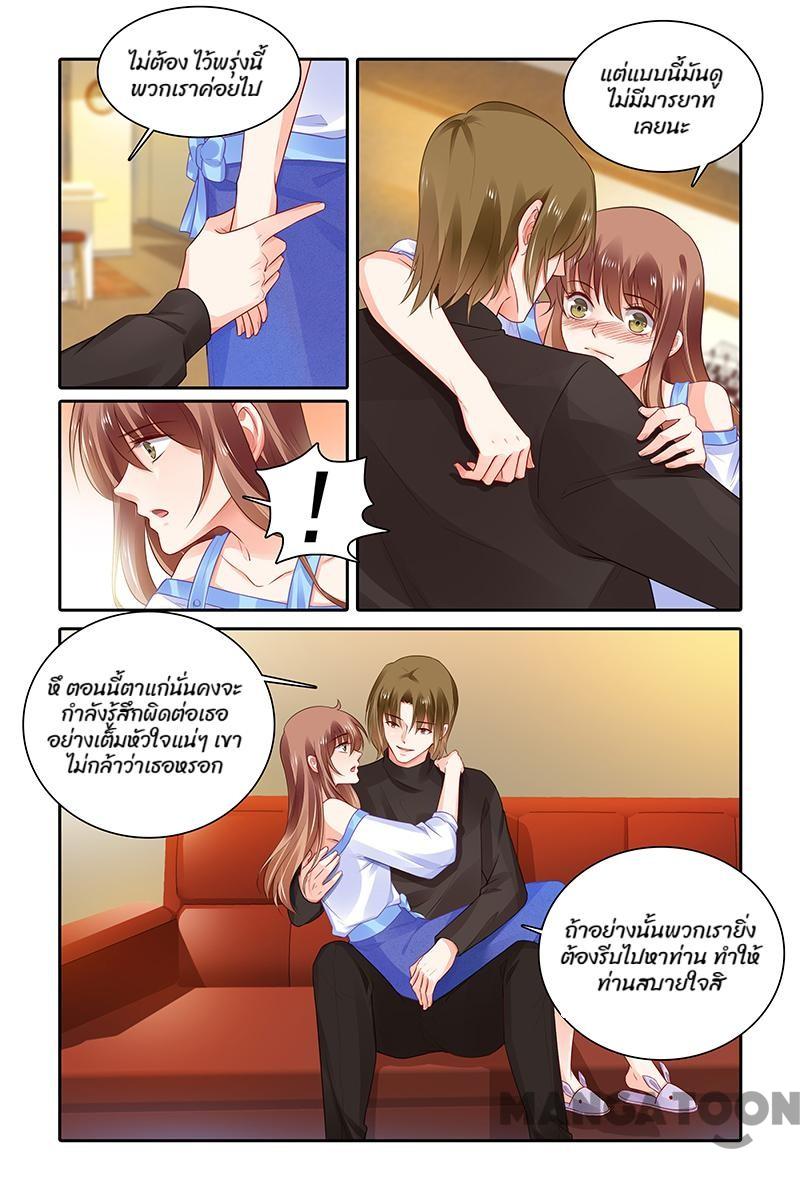 ไม่ต้อง ไว้พรุ่งนี้
พวกเราค่อยไป
แต่แบบนี้มันดู
ไม่มีมารยาท
เลยนะ
!
หึ ตอนนี้ตาแก่นั่นคงจะ
กำลังรู้สึกผิดต่อเธอ
อย่างเต็มหัวใจแน่ๆ เขา
ไม่กล้าว่าเธอหรอก
ถ้าอย่างนั้นพวกเรายิ่ง
ต้องรีบไปหาท่าน ทำให้
ท่านสบายใจสิ
MANGATOON